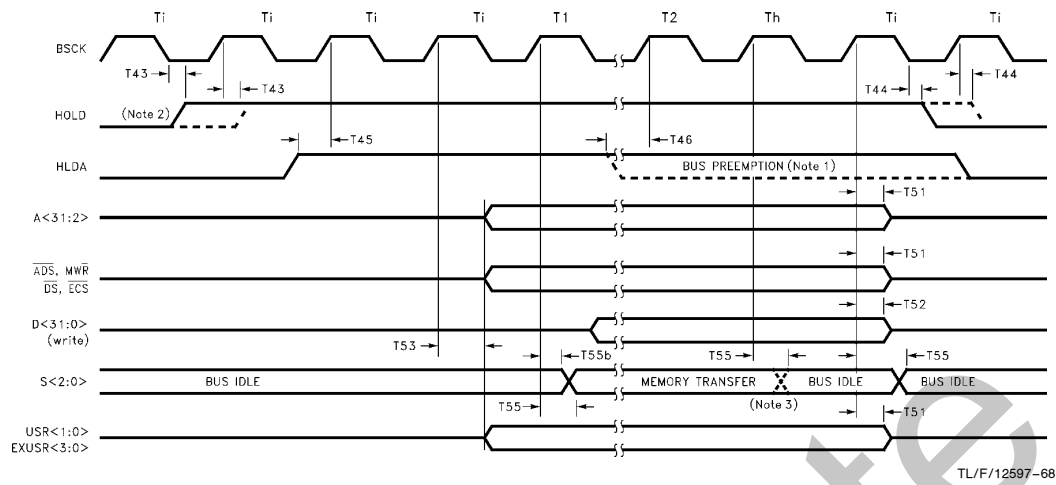 Ti Ti Ti Ti T1 T2 Th Ti Ti
BSCK
T43 T43 T44 T44
HOLD (Note 2)
T45 T46
HLDA BUS PREEMPTION (Note 1)
T51
A<31:2>
T51
ADS, MWR
DS, ECS
T52
D<31:0>
(write)
T53 T55b T55 T55
S<2:0> BUS IDLE MEMORY TRANSFER BUS IDLE BUS IDLE
T55 (Note 3) T51
USR<1:0>
EXUSR<3:0>
TL/F/12597-68